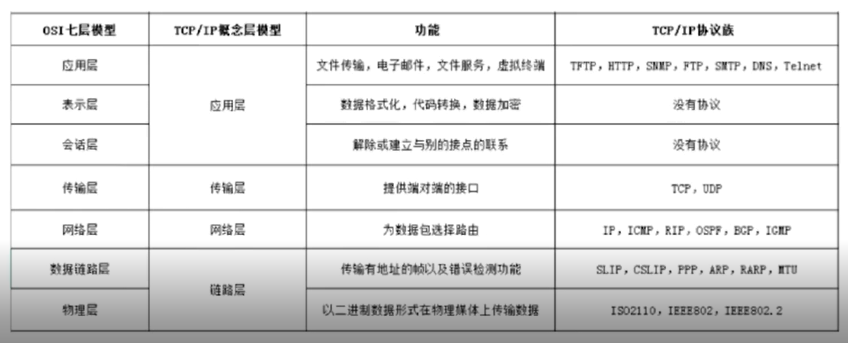 OSI七层模型 TCP/IP概念层模型 功能 TCP/IP协议族
应用层 文件传输，电子邮件，文件服务，虚拟终端 TFTP，HTTP，SNMP，FTP，SMTP，DNS，Telnet
表示层 应用层 数据格式化，代码转换，数据加密 没有协议
会话层 解除或建立与别的接点的联系 没有协议
传输层 传输层 提供端对端的接口 TCP，UDP
网络层 网络层 为数据包选择路由 IP，ICMP，RIP，OSPF，BGP，IGMP
数据链路层 传输有地址的帧以及错误检测功能 SLIP，CSLIP，PPP，ARP，RARP，MTU
链路层
物理层 以二进制数据形式在物理媒体上传输数据 ISO2110，IEEE802，IEEE802.2